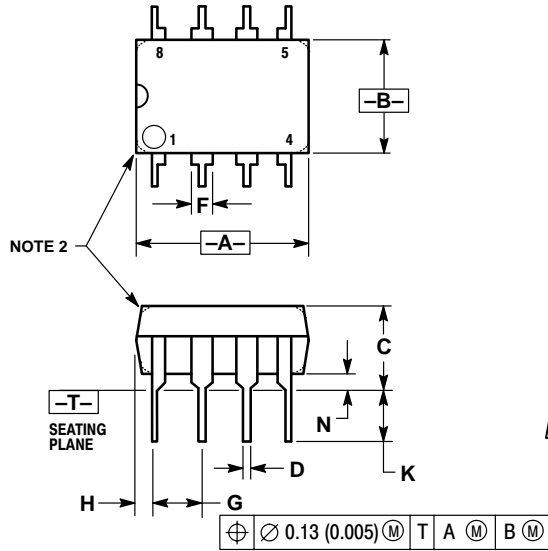 8 5
–B–
1 4
F
–A–
NOTE 2
C
–T–
SEATING
PLANE
N
D
K
H G
⌖ ∅ 0.13 (0.005) Ⓜ T A Ⓜ B Ⓜ